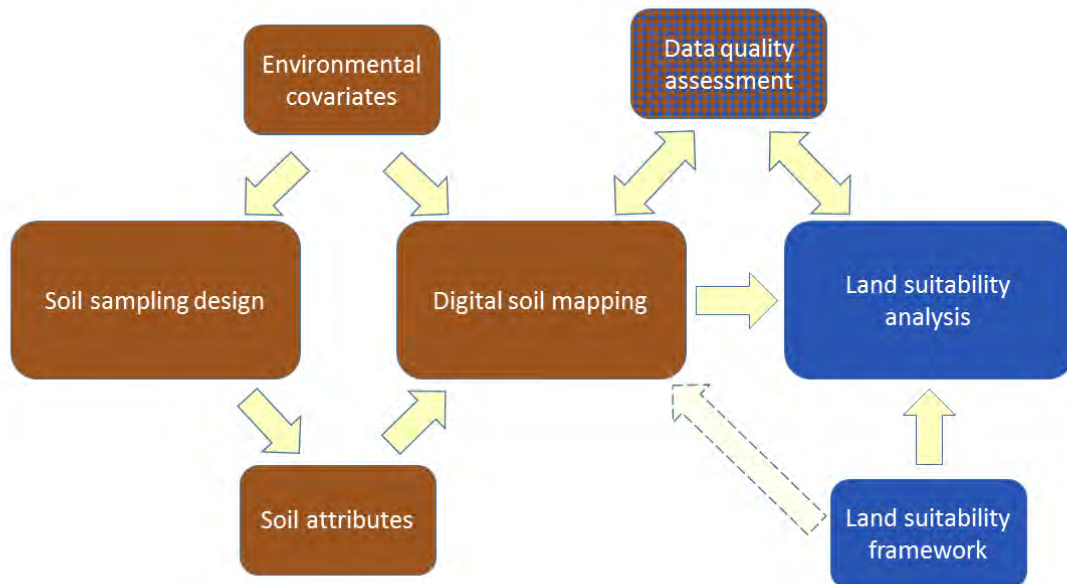 Environmental
covariates
Data quality
assessment
Soil sampling design
Digital soil mapping
Land suitability
analysis
Soil attributes
Land suitability
framework